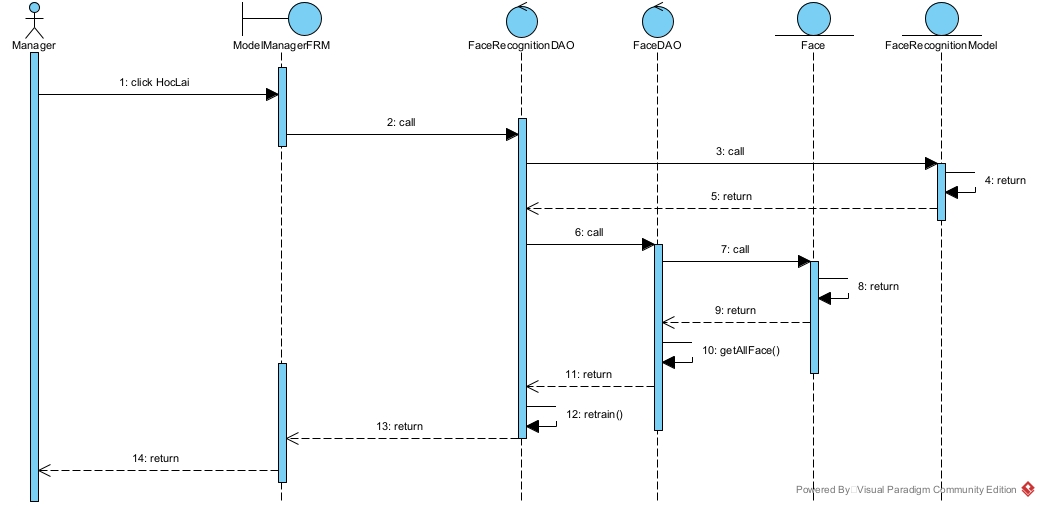 Manager
ModelManagerFRM
FaceRecognitionDAO
FaceDAO
Face
FaceRecognitionModel
1: click HocLai
2: call
3: call
4: return
5: return
6: call
7: call
8: return
9: return
10: getAllFace()
11: return
12: retrain()
13: return
14: return
Powered By Visual Paradigm Community Edition